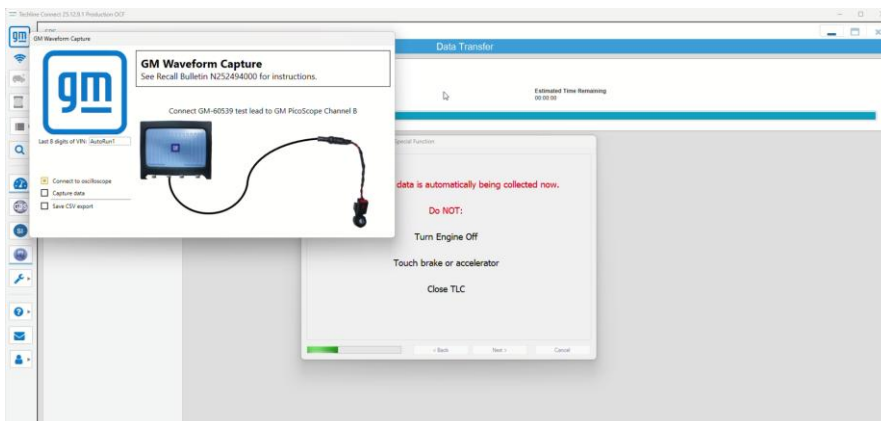 Techline Connect 25.12.0.1 Production OCF
GM Waveform Capture
Data Transfer
gm
gm
GM Waveform Capture
See Recall Bulletin N252494000 for instructions.
Connect GM-60539 test lead to GM PicoScope Channel B
Last 8 digits of VIN: AutoRun1
Connect to oscilloscope
Capture data
Save CSV export
Estimated Time Remaining
00:00:00
Special Function
data is automatically being collected now.
Do NOT:
Turn Engine Off
Touch brake or accelerator
Close TLC
< Back
Next >
Cancel
SI